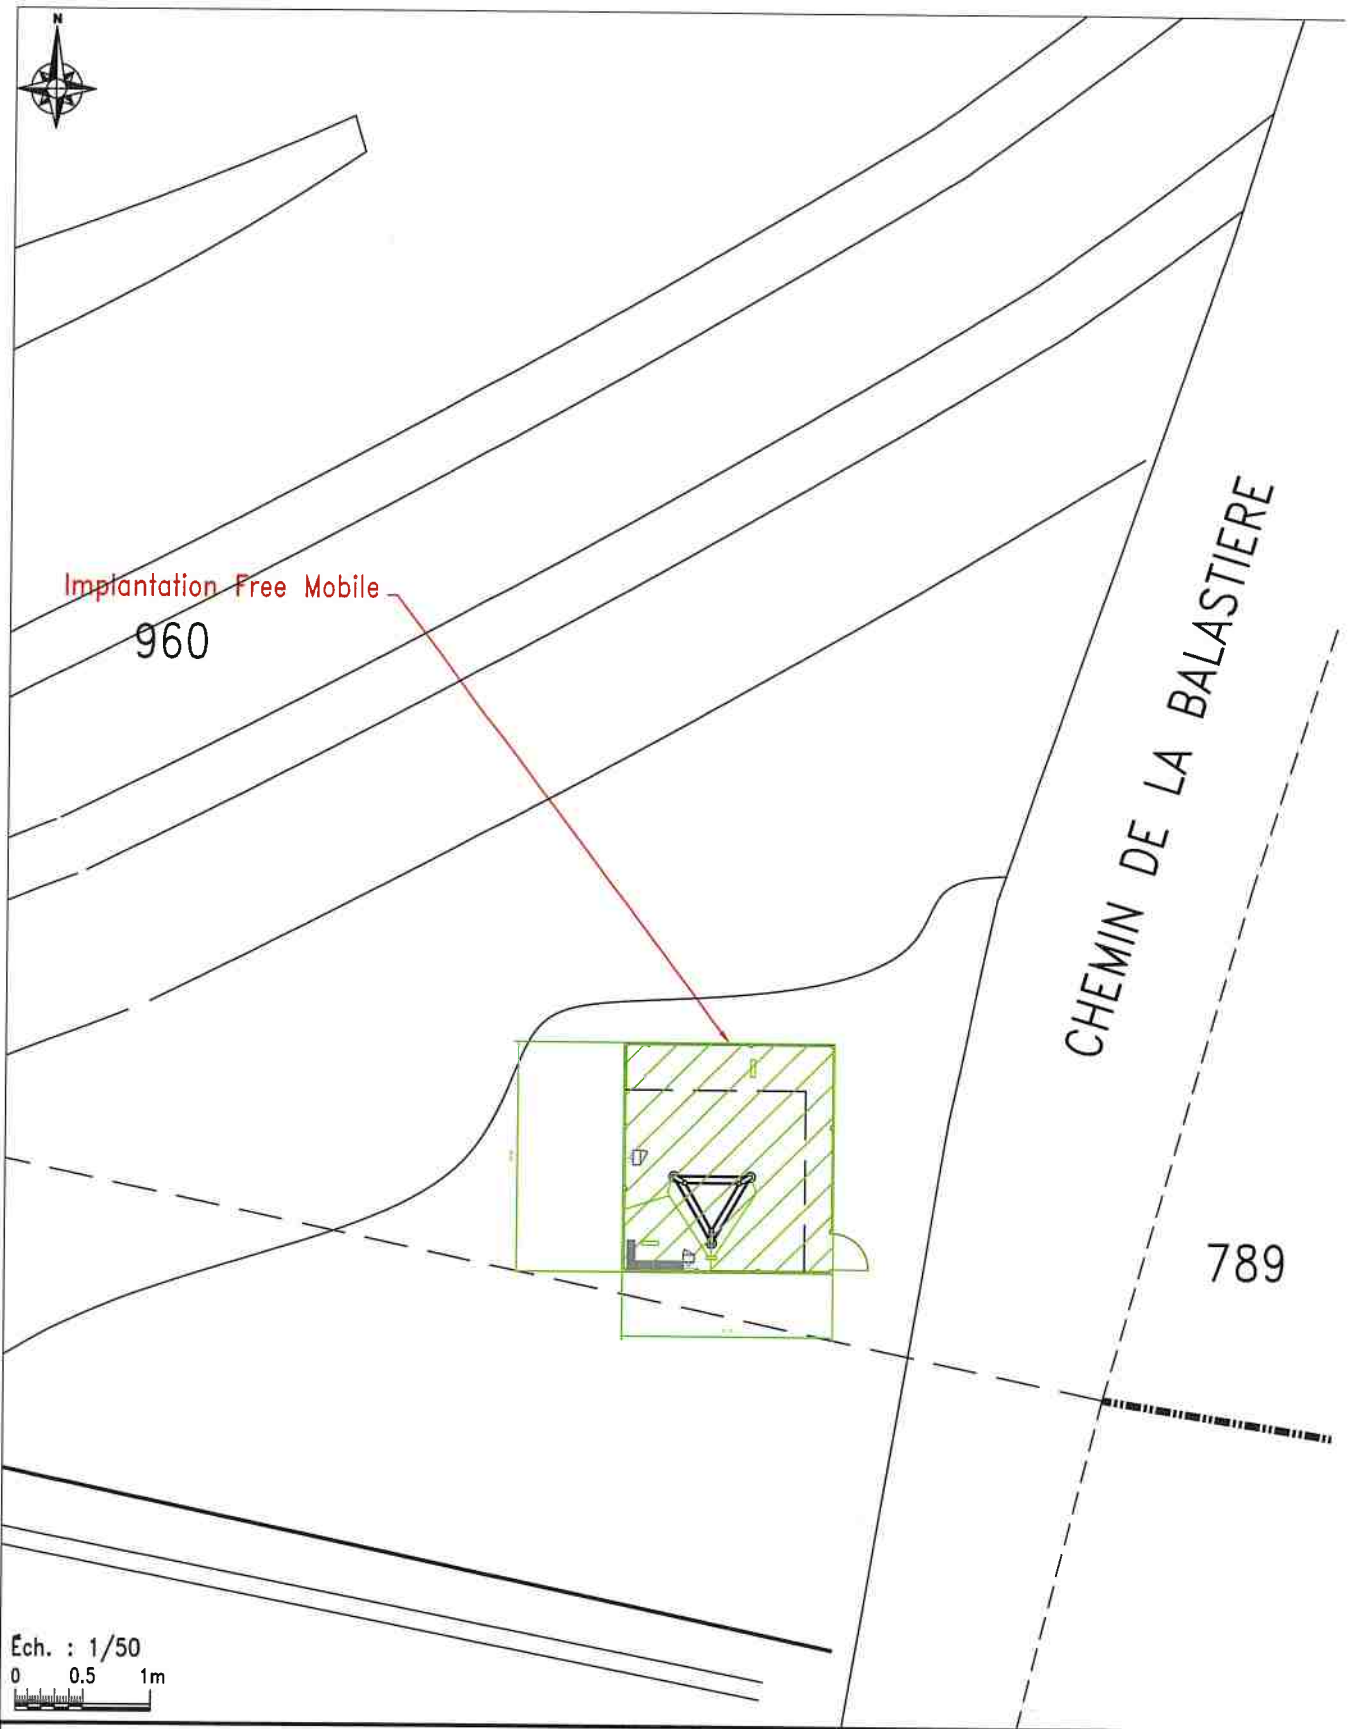 N
Implantation Free Mobile
960
CHEMIN DE LA BALASTIERE
789
Éch. : 1/50
0 0.5 1m